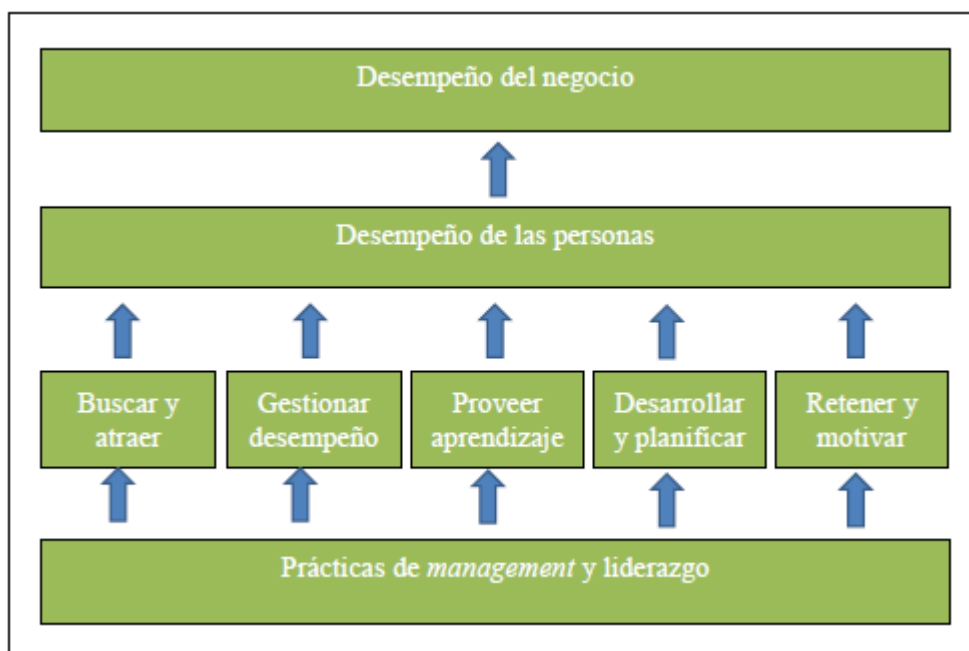 Desempeño del negocio
Desempeño de las personas
Buscar y
atraer
Gestionar
desempeño
Proveer
aprendizaje
Desarrollar
y planificar
Retener y
motivar
Prácticas de management y liderazgo